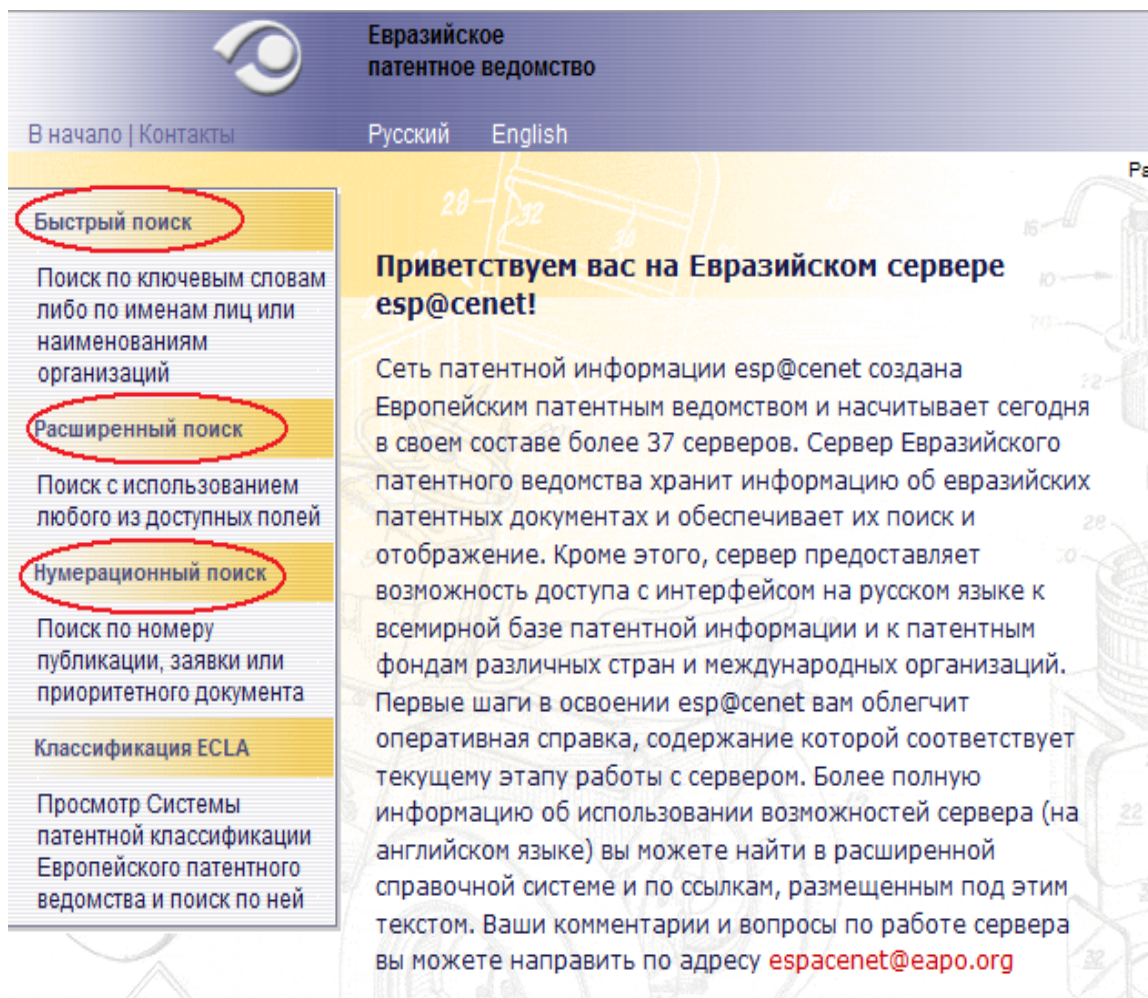 Евразийское
патентное ведомство
В начало | Контакты
Русский English
Быстрый поиск
Поиск по ключевым словам
либо по именам лиц или
наименованиям
организаций
Расширенный поиск
Поиск с использованием
любого из доступных полей
Нумерационный поиск
Поиск по номеру
публикации, заявки или
приоритетного документа
Классификация ECLA
Просмотр Системы
патентной классификации
Европейского патентного
ведомства и поиск по ней
Приветствуем вас на Евразийском сервере
esp@cenet!
Сеть патентной информации esp@cenet создана
Европейским патентным ведомством и насчитывает сегодня
в своем составе более 37 серверов. Сервер Евразийского
патентного ведомства хранит информацию об евразийских
патентных документах и обеспечивает их поиск и
отображение. Кроме этого, сервер предоставляет
возможность доступа с интерфейсом на русском языке к
всемирной базе патентной информации и к патентным
фондам различных стран и международных организаций.
Первые шаги в освоении esp@cenet вам облегчит
оперативная справка, содержание которой соответствует
текущему этапу работы с сервером. Более полную
информацию об использовании возможностей сервера (на
английском языке) вы можете найти в расширенной
справочной системе и по ссылкам, размещенным под этим
текстом. Ваши комментарии и вопросы по работе сервера
вы можете направить по адресу espacenet@eapo.org